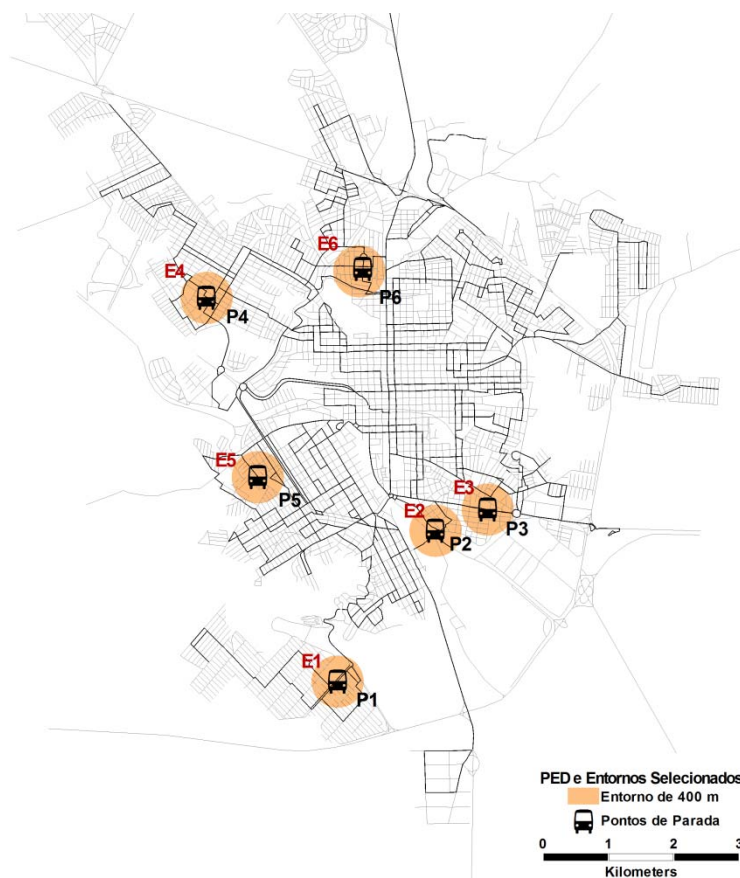 E6
E4
P6
P4
E5
P5
E3
E2
P3
P2
E1
P1
PED e Entornos Selecionados
Entorno de 400 m
Pontos de Parada
0 1 2 3
Kilometers